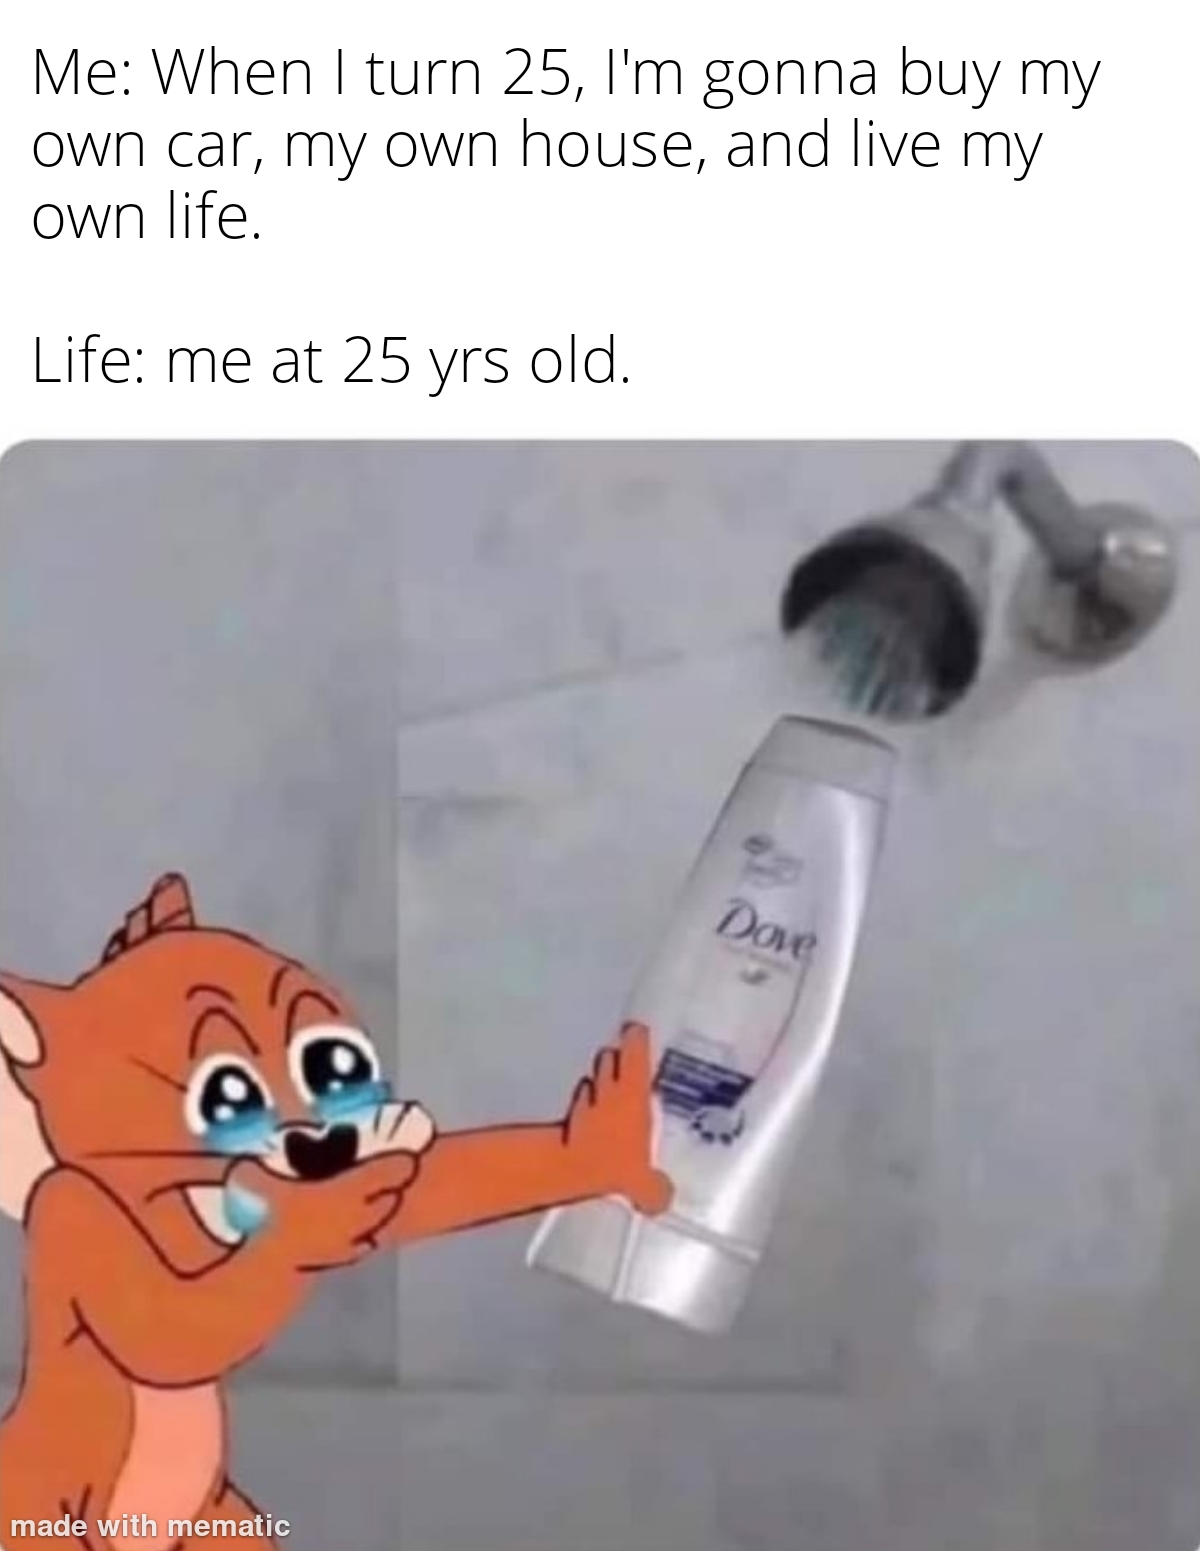 Me: When I turn 25, I'm gonna buy my
own car, my own house, and live my
own life.
Life: me at 25 yrs old.
Dove
made with mematic